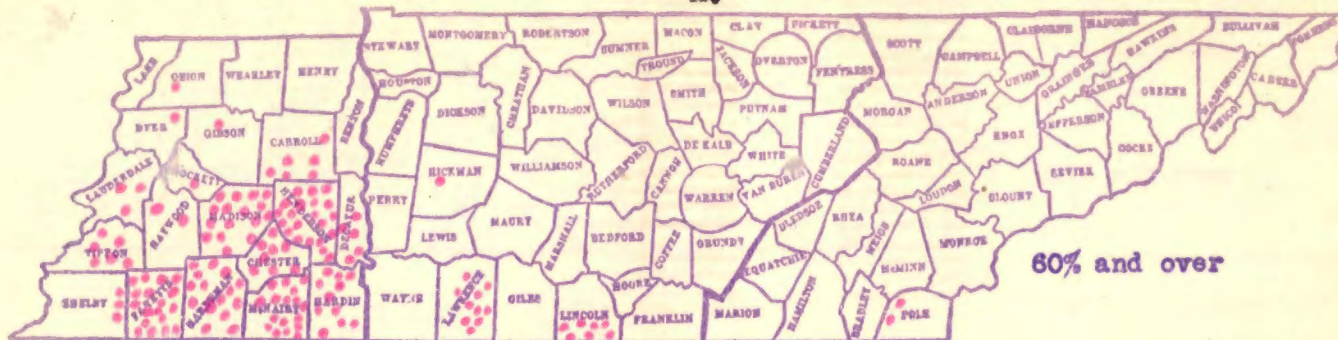 STEWART MONTGOMERY ROBERTSON SUMNER MACON CLAY PICKETT SCOTT CLAIBORNE HANCOCK HAWKINS SULLIVAN
LAKE OBION WEAKLEY HENRY HOUSTON TROUSD JACKSON OVERTON FENTRESS CAMPBELL UNION GRAINGER WASHINGTON CARTER
DYER GIBSON CARROLL BENTON HUMPHREYS DICKSON CHEATHAM DAVIDSON WILSON SMITH PUTNAM MORGAN ANDERSON KNOX JEFFERSON GREENE UNICOI
LAUDERDALE CROCKETT HICKMAN WILLIAMSON RUTHERFORD CANNON DE KALB WHITE CUMBERLAND ROANE LOUDON BLOUNT SEVIER COCKE
TIPTON HAYWOOD MADISON HENDERSON DECATUR PERRY LEWIS MAURY MARSHALL BEDFORD COFFEE WARREN VAN BUREN BLEDSOE RHEA MEIGS MONROE
CHESTER GRUNDY McMINN
60% and over
SHELBY FAYETTE HARDEMAN McNAIRY HARDIN WAYNE LAWRENCE GILES LINCOLN MOORE FRANKLIN MARION EQUATCHIE HAMILTON BRADLEY POLK